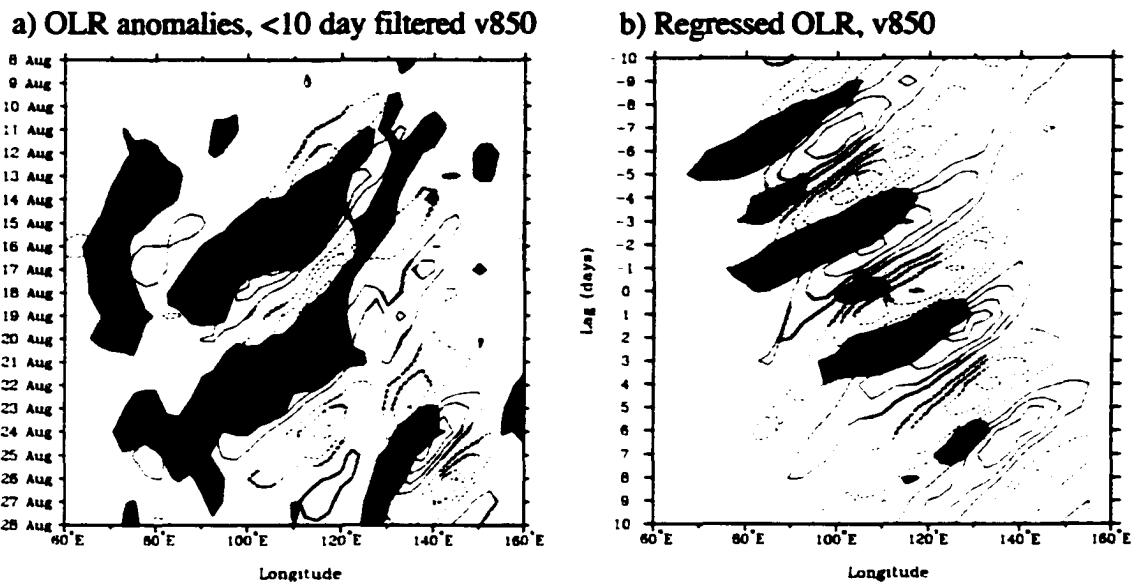 a) OLR anomalies, <10 day filtered v850
b) Regressed OLR, v850
8 Aug
9 Aug
10 Aug
11 Aug
12 Aug
13 Aug
14 Aug
15 Aug
16 Aug
17 Aug
18 Aug
19 Aug
20 Aug
21 Aug
22 Aug
23 Aug
24 Aug
25 Aug
26 Aug
27 Aug
28 Aug
60°E 80°E 100°E 120°E 140°E 160°E
Longitude
Lag (days)
-10
-9
-8
-7
-6
-5
-4
-3
-2
-1
0
1
2
3
4
5
6
7
8
9
10
60°E 80°E 100°E 120°E 140°E 160°E
Longitude